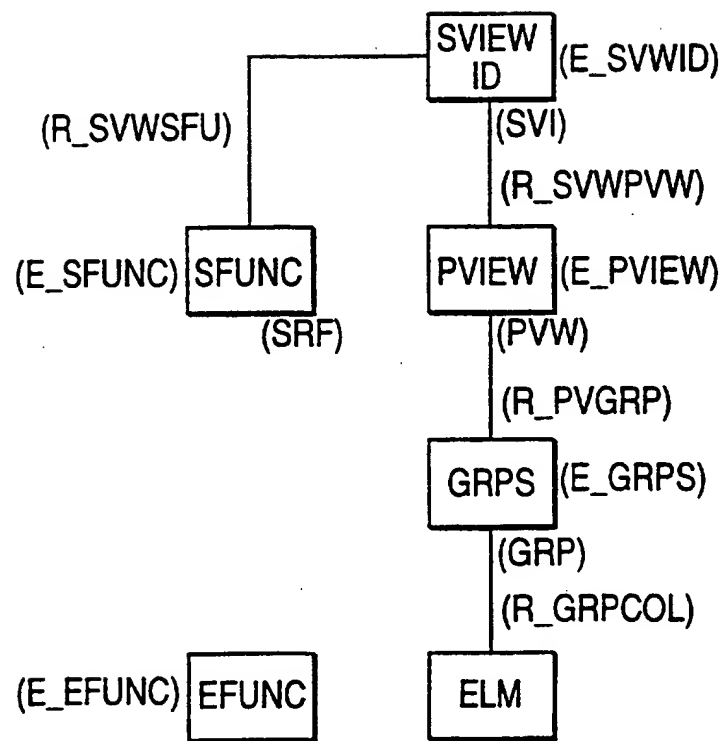 SVIEW
ID
(E_SVWID)
(SVI)
(R_SVWSFU)
(R_SVWPVW)
(E_SFUNC)
SFUNC
(SRF)
PVIEW
(E_PVIEW)
(PVW)
(R_PVGRP)
GRPS
(E_GRPS)
(GRP)
(R_GRPCOL)
(E_EFUNC)
EFUNC
ELM